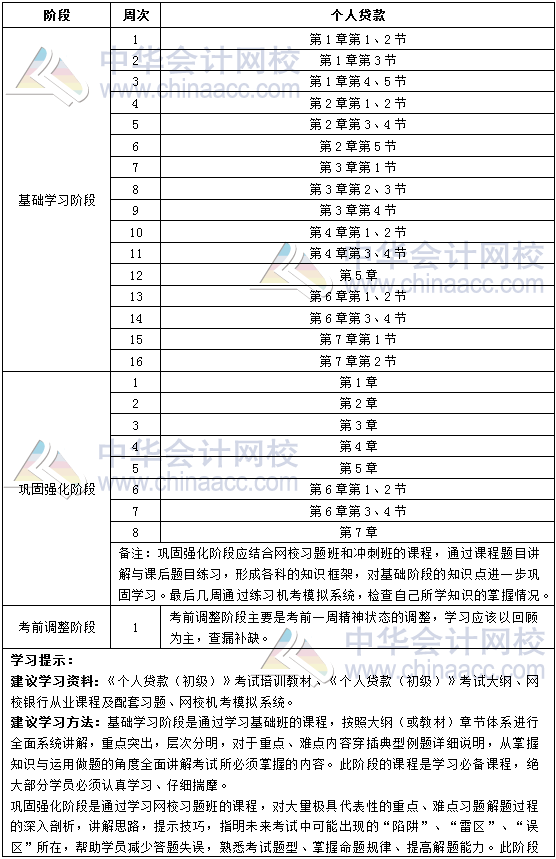 阶段 周次 个人贷款
基础学习阶段
1 第1章第1、2节
2 第1章第3节
3 第1章第4、5节
4 第2章第1、2节
5 第2章第3、4节
6 第2章第5节
7 第3章第1节
8 第3章第2、3节
9 第3章第4节
10 第4章第1、2节
11 第4章第3、4节
12 第5章
13 第6章第1、2节
14 第6章第3、4节
15 第7章第1节
16 第7章第2节
巩固强化阶段
1 第1章
2 第2章
3 第3章
4 第4章
5 第5章
6 第6章第1、2节
7 第6章第3、4节
8 第7章
备注：巩固强化阶段应结合网校习题班和冲刺班的课程，通过课程题目讲
解与课后题目练习，形成各科的知识框架，对基础阶段的知识点进一步巩
固学习。最后几周通过练习机考模拟系统，检查自己所学知识的掌握情况。
考前调整阶段 1
考前调整阶段主要是考前一周精神状态的调整，学习应该以回顾
为主，查漏补缺。
学习提示：
建议学习资料：《个人贷款（初级）》考试培训教材、《个人贷款（初级）》考试大纲、网
校银行从业课程及配套习题、网校机考模拟系统。
建议学习方法：基础学习阶段是通过学习基础班的课程，按照大纲（或教材）章节体系进行
全面系统讲解，重点突出，层次分明，对于重点、难点内容穿插典型例题详细说明，从掌握
知识与运用做题的角度全面讲解考试所必须掌握的内容。此阶段的课程是学习必备课程，绝
大部分学员必须认真学习、仔细揣摩。
巩固强化阶段是通过学习网校习题班的课程，对大量极具代表性的重点、难点习题解题过程
的深入剖析，讲解思路，提示技巧，指明未来考试中可能出现的“陷阱”、“雷区”、“误
区”所在，帮助学员减少答题失误，熟悉考试题型、掌握命题规律、提高解题能力。此阶段
中华会计网校
www.chinaacc.com
中华会计网校
www.chinaacc.com
中华会计网校
www.chinaacc.com
中华会计网校
www.chinaacc.com